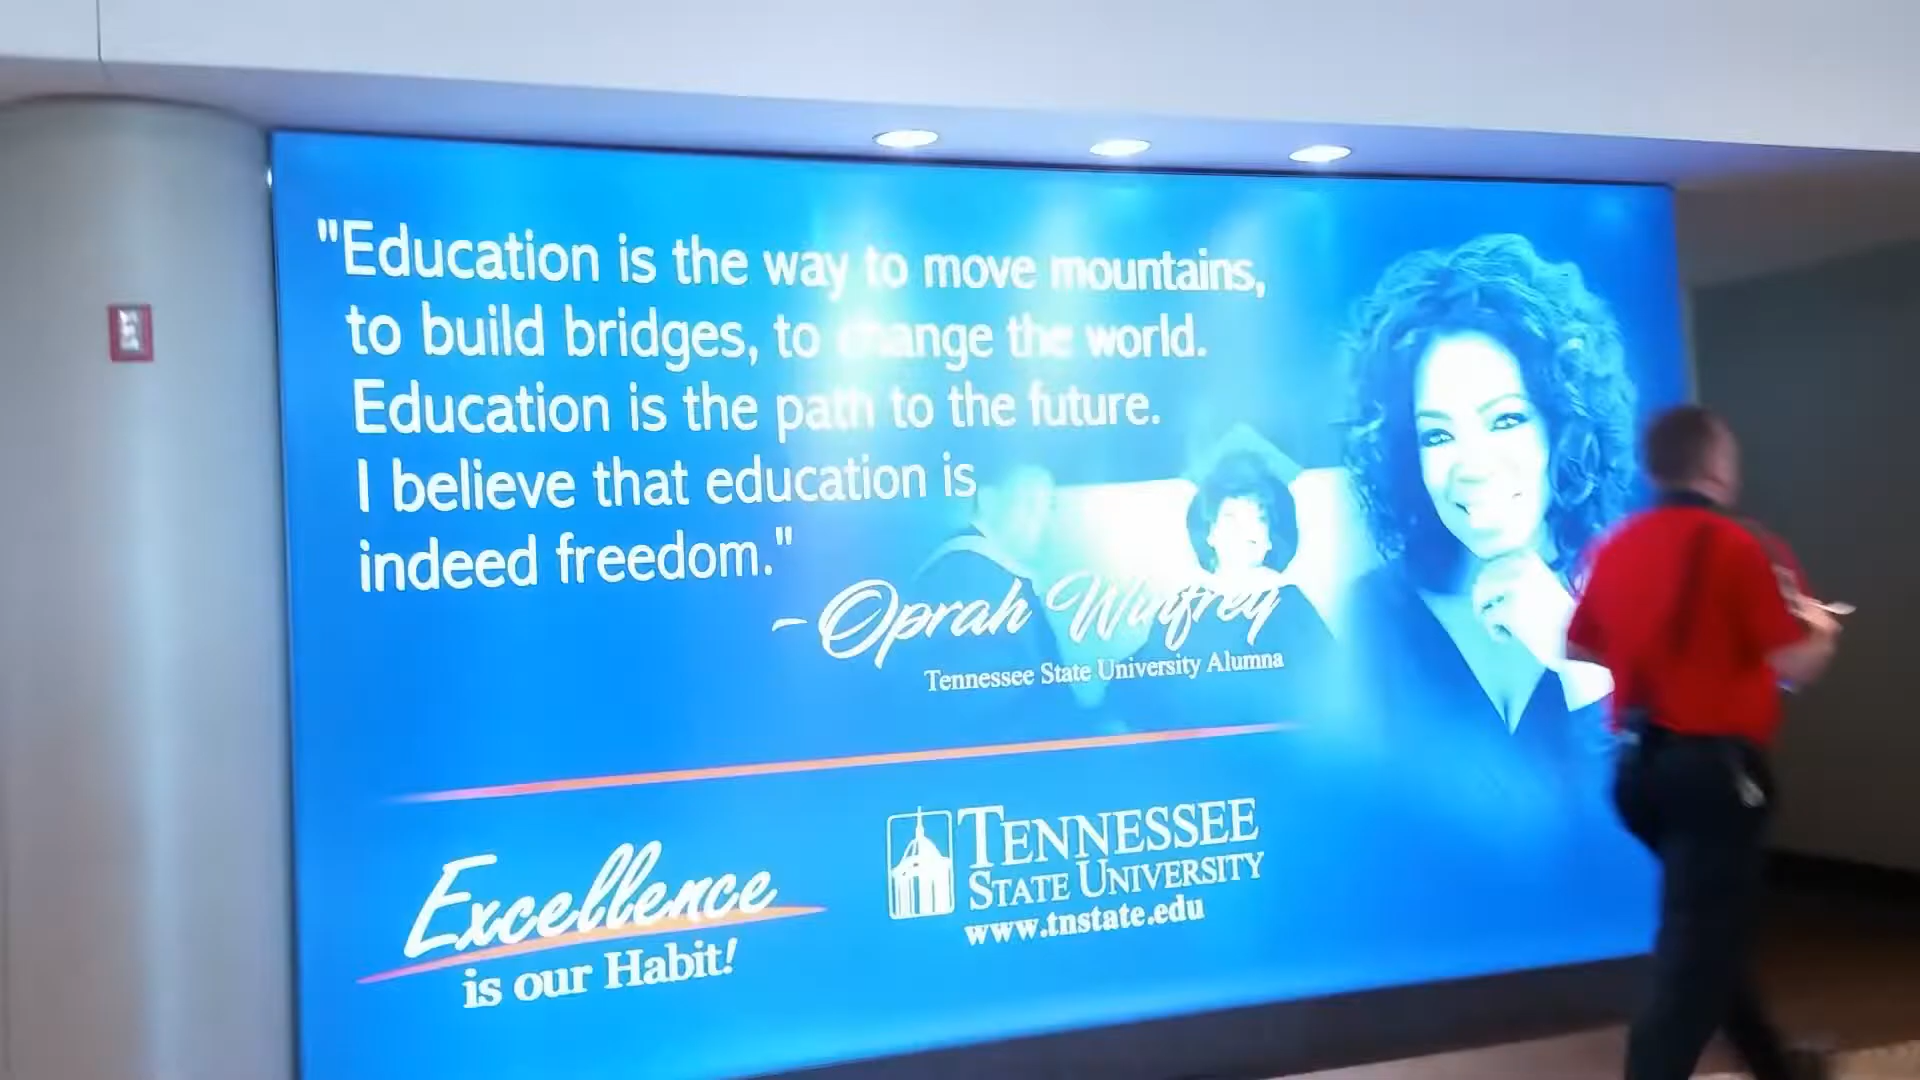 "Education is the way to move mountains,
to build bridges, to change the world.
Education is the path to the future.
I believe that education is
indeed freedom."
- Oprah Winfrey
Tennessee State University Alumna
Excellence
is our Habit!
TENNESSEE
STATE UNIVERSITY
www.tnstate.edu